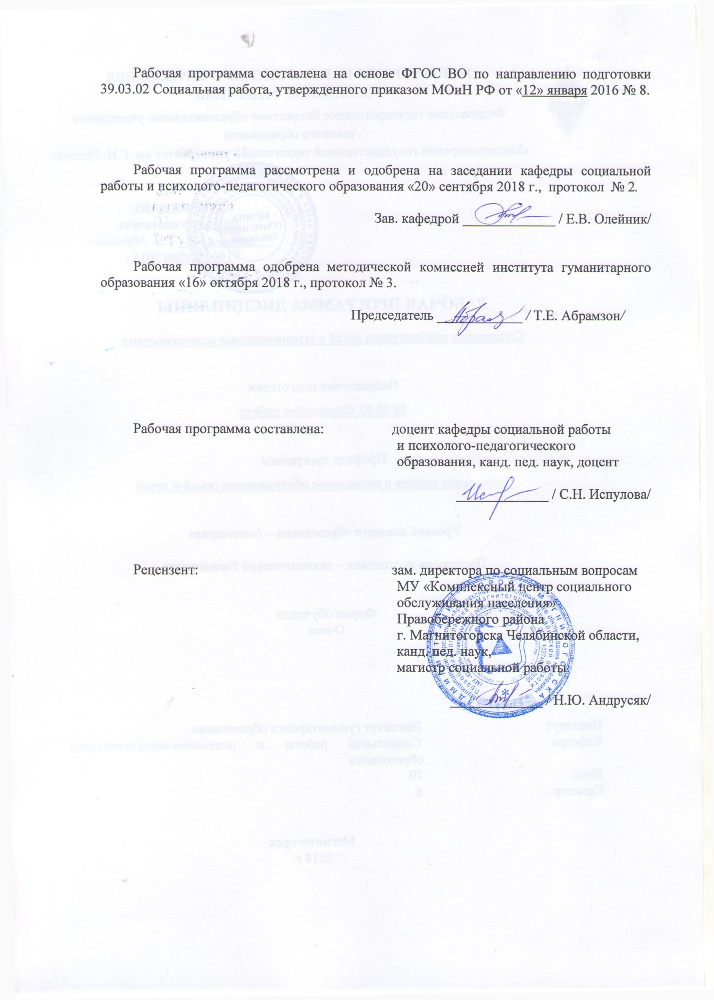 Рабочая программа составлена на основе ФГОС ВО по направлению подготовки
39.03.02 Социальная работа, утвержденного приказом МОиН РФ от «12» января 2016 № 8.
Рабочая программа рассмотрена и одобрена на заседании кафедры социальной
работы и психолого-педагогического образования «20» сентября 2018 г., протокол № 2.
Зав. кафедрой / Е.В. Олейник/
Рабочая программа одобрена методической комиссией института гуманитарного
образования «16» октября 2018 г., протокол № 3.
Председатель / Т.Е. Абрамзон/
Рабочая программа составлена: доцент кафедры социальной работы
и психолого-педагогического
образования, канд. пед. наук, доцент
/ С.Н. Испулова/
Рецензент: зам. директора по социальным вопросам
МУ «Комплексный центр социального
обслуживания населения»
Правобережного района
г. Магнитогорска Челябинской области,
канд. пед. наук,
магистр социальной работы
/ Н.Ю. Андрусяк/
АДМИНИСТРАЦИЯ ГОРОДА МАГНИТОГОРСКА